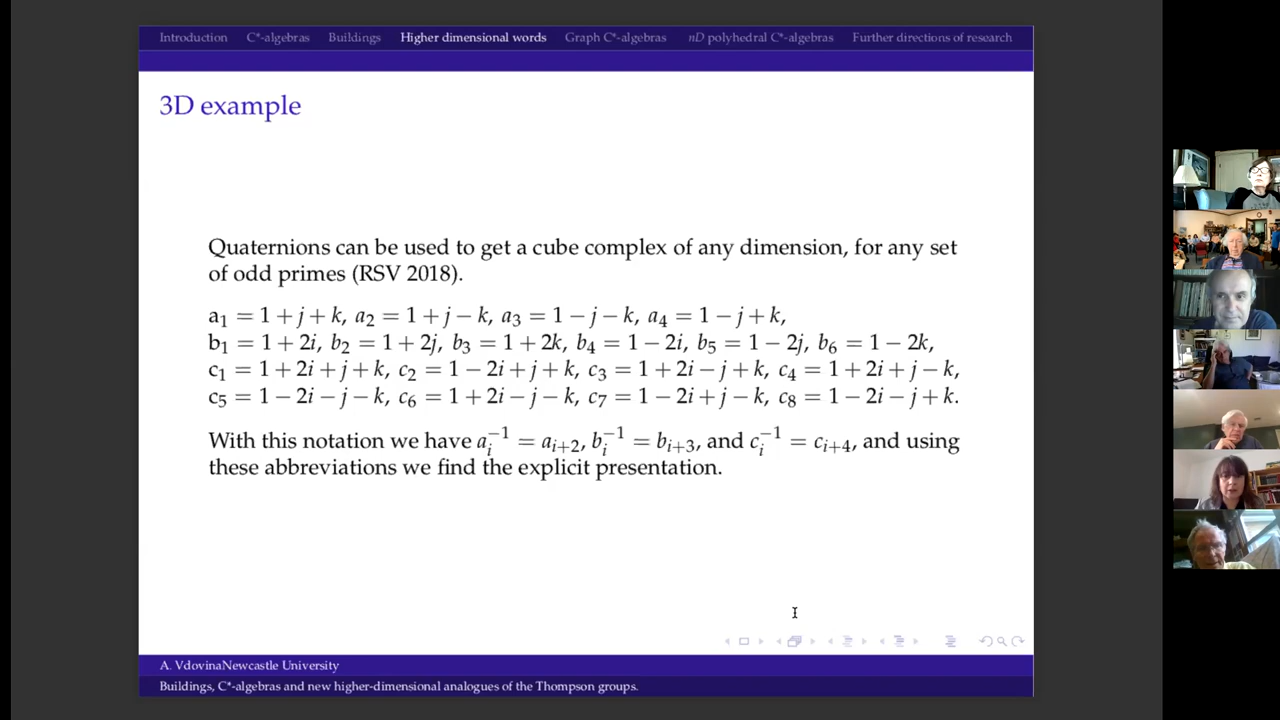 Introduction C*-algebras Buildings Higher dimensional words Graph C*-algebras nD polyhedral C*-algebras Further directions of research
3D example
Quaternions can be used to get a cube complex of any dimension, for any set
of odd primes (RSV 2018).
a₁ = 1 + j + k, a₂ = 1 + j − k, a₃ = 1 − j − k, a₄ = 1 − j + k,
b₁ = 1 + 2i, b₂ = 1 + 2j, b₃ = 1 + 2k, b₄ = 1 − 2i, b₅ = 1 − 2j, b₆ = 1 − 2k,
c₁ = 1 + 2i + j + k, c₂ = 1 − 2i + j + k, c₃ = 1 + 2i − j + k, c₄ = 1 + 2i + j − k,
c₅ = 1 − 2i − j − k, c₆ = 1 + 2i − j − k, c₇ = 1 − 2i + j − k, c₈ = 1 − 2i − j + k.
With this notation we have aᵢ⁻¹ = aᵢ₊₂, bᵢ⁻¹ = bᵢ₊₃, and cᵢ⁻¹ = cᵢ₊₄, and using
these abbreviations we find the explicit presentation.
A. VdovinaNewcastle University
Buildings, C*-algebras and new higher-dimensional analogues of the Thompson groups.